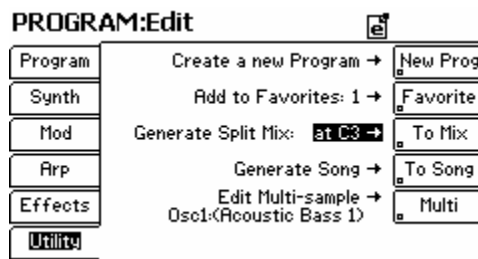 PROGRAM:Edit e
Program Create a new Program → New Prog
Synth Add to Favorites: 1 → Favorite
Mod Generate Split Mix: at C3 → To Mix
Arp Generate Song → To Song
Effects Edit Multi-sample → Multi
Osc1:(Acoustic Bass 1)
Utility